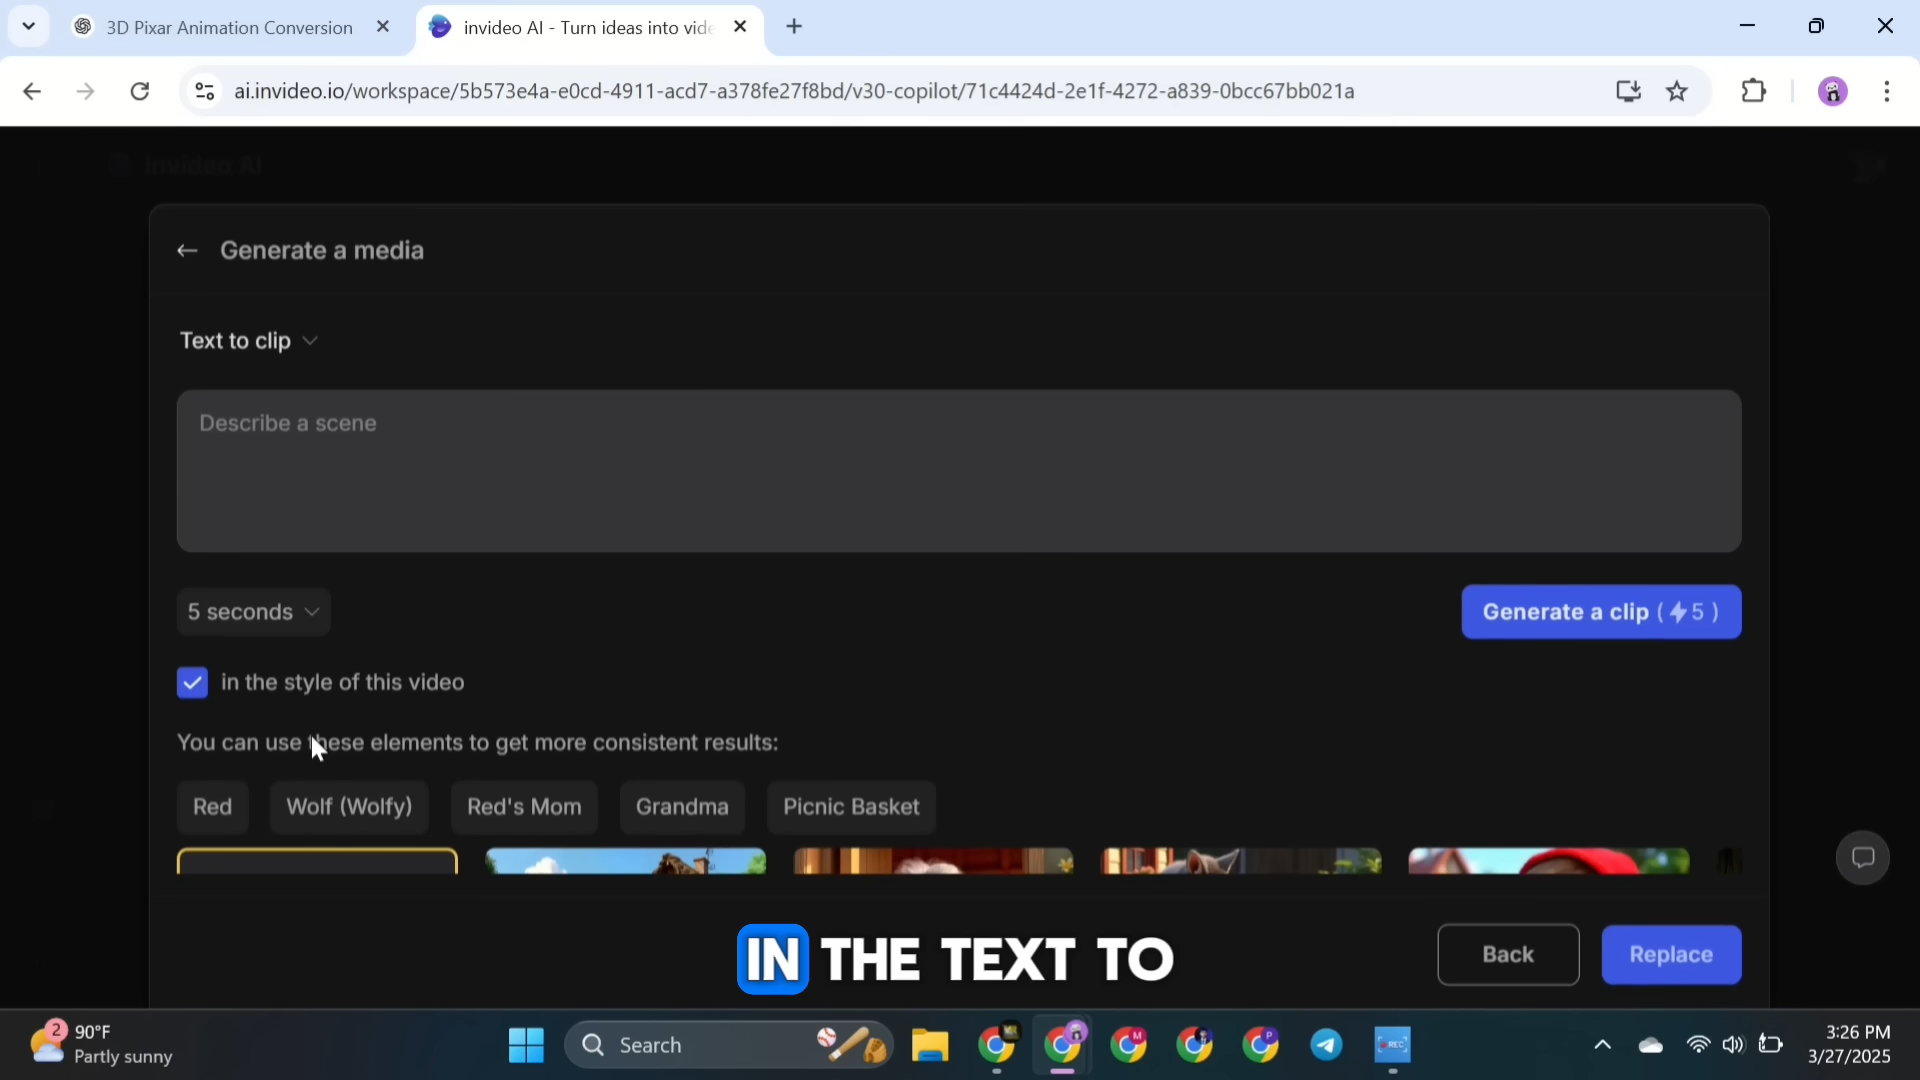 3D Pixar Animation Conversion
invideo AI - Turn ideas into vide
ai.invideo.io/workspace/5b573e4a-e0cd-4911-acd7-a378fe27f8bd/v30-copilot/71c4424d-2e1f-4272-a839-0bcc67bb021a
invideo AI
Generate a media
Text to clip
Describe a scene
5 seconds
Generate a clip ( 5 )
in the style of this video
You can use these elements to get more consistent results:
Red
Wolf (Wolfy)
Red's Mom
Grandma
Picnic Basket
IN THE TEXT TO
Back
Replace
2
90°F
Partly sunny
Search
M
P
REC
3:26 PM
3/27/2025